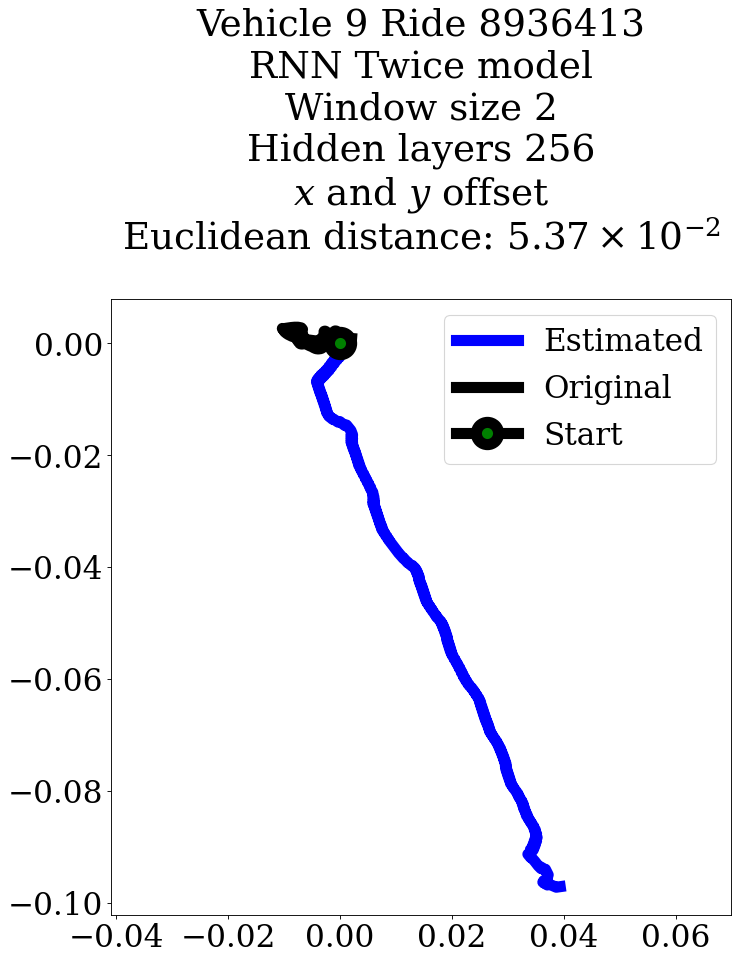 Vehicle 9 Ride 8936413
RNN Twice model
Window size 2
Hidden layers 256
x and y offset
Euclidean distance: 5.37 × 10⁻²
Estimated
Original
Start
0.00
−0.02
−0.04
−0.06
−0.08
−0.10
−0.04 −0.02 0.00 0.02 0.04 0.06